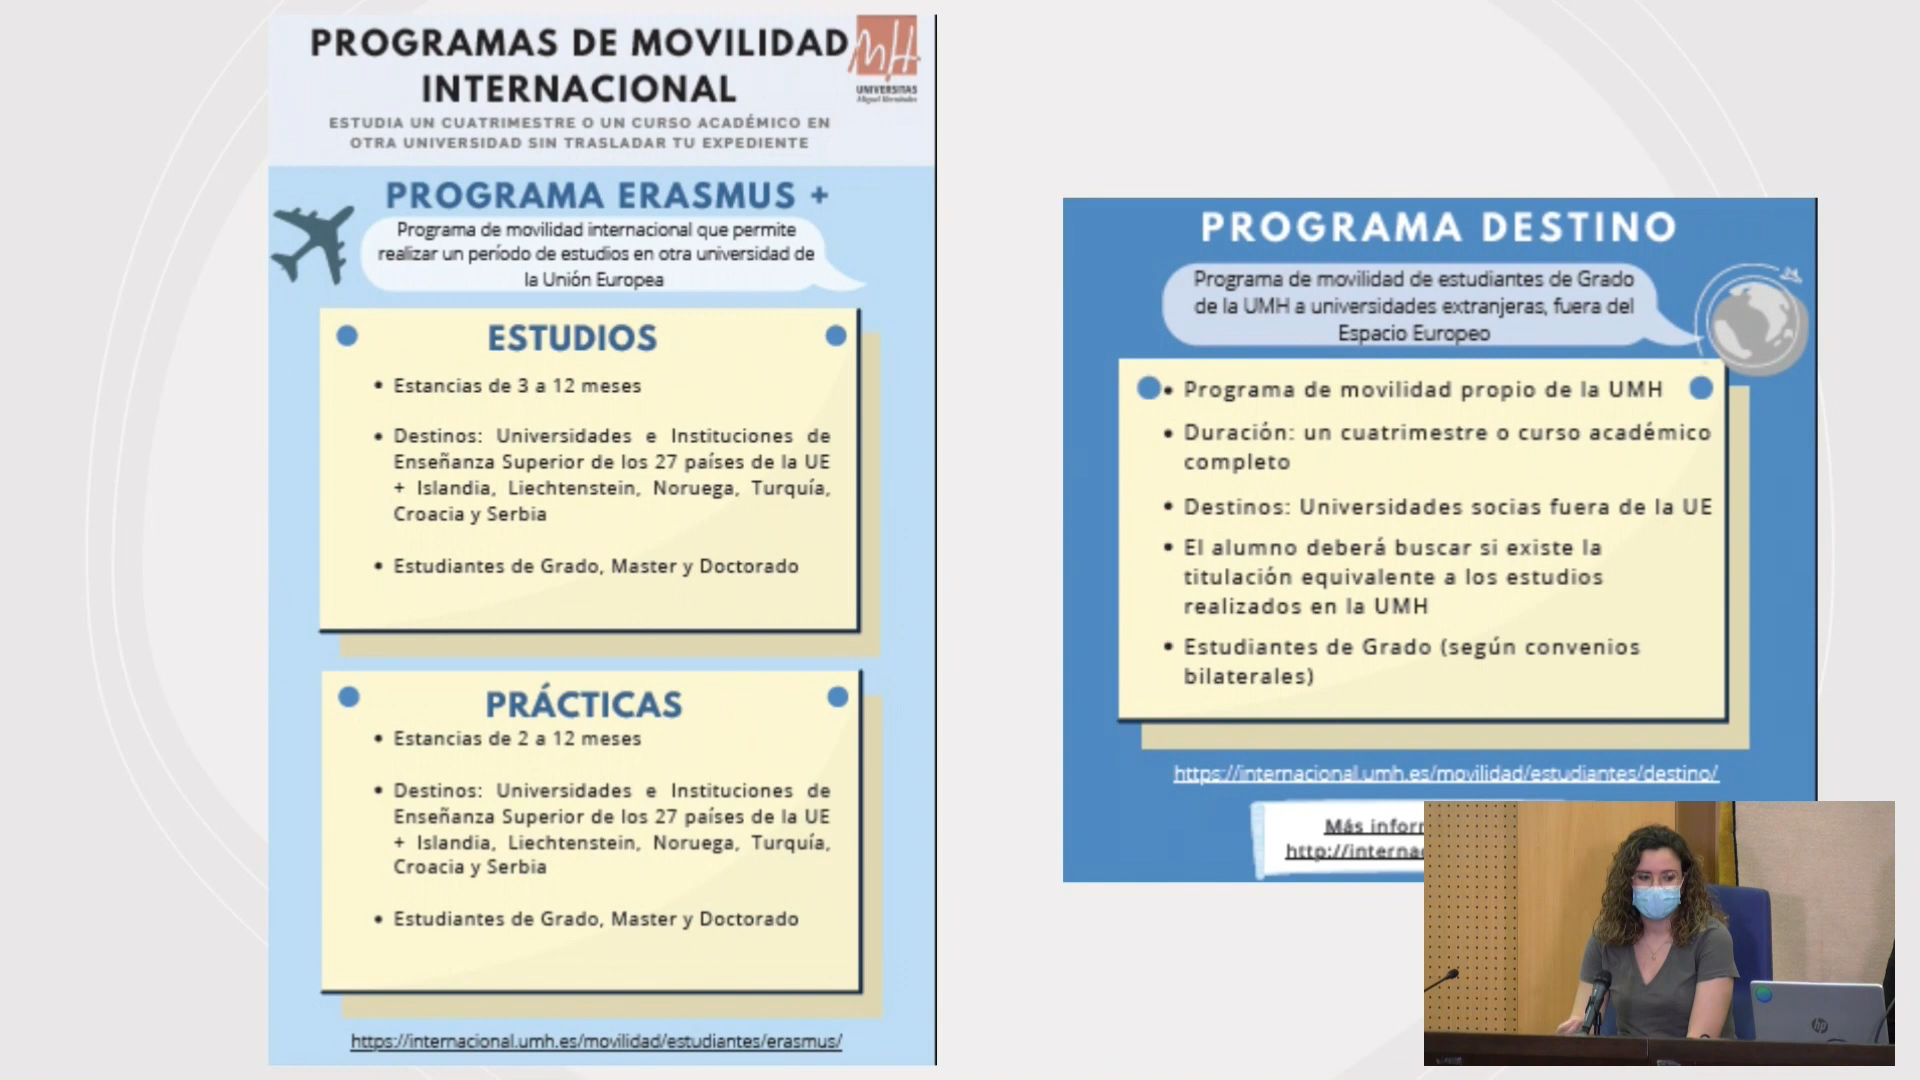 PROGRAMAS DE MOVILIDAD
INTERNACIONAL
UNIVERSITAS
Miguel Hernández
ESTUDIA UN CUATRIMESTRE O UN CURSO ACADÉMICO EN
OTRA UNIVERSIDAD SIN TRASLADAR TU EXPEDIENTE
PROGRAMA ERASMUS +
Programa de movilidad internacional que permite
realizar un período de estudios en otra universidad de
la Unión Europea
ESTUDIOS
• Estancias de 3 a 12 meses
• Destinos: Universidades e Instituciones de
Enseñanza Superior de los 27 países de la UE
+ Islandia, Liechtenstein, Noruega, Turquía,
Croacia y Serbia
• Estudiantes de Grado, Master y Doctorado
PRÁCTICAS
• Estancias de 2 a 12 meses
• Destinos: Universidades e Instituciones de
Enseñanza Superior de los 27 países de la UE
+ Islandia, Liechtenstein, Noruega, Turquía,
Croacia y Serbia
• Estudiantes de Grado, Master y Doctorado
https://internacional.umh.es/movilidad/estudiantes/erasmus/
PROGRAMA DESTINO
Programa de movilidad de estudiantes de Grado
de la UMH a universidades extranjeras, fuera del
Espacio Europeo
• Programa de movilidad propio de la UMH
• Duración: un cuatrimestre o curso académico
completo
• Destinos: Universidades socias fuera de la UE
• El alumno deberá buscar si existe la
titulación equivalente a los estudios
realizados en la UMH
• Estudiantes de Grado (según convenios
bilaterales)
https://internacional.umh.es/movilidad/estudiantes/destino/
Más infor
http://interna
hp